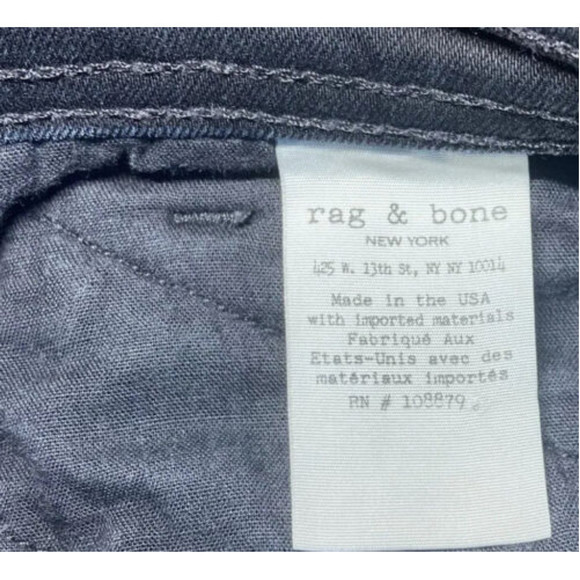 rag & bone
NEW YORK
425 W. 13th St, NY NY 10014
Made in the USA
with imported materials
Fabriqué Aux
Etats-Unis avec des
matériaux importés
RN # 108879